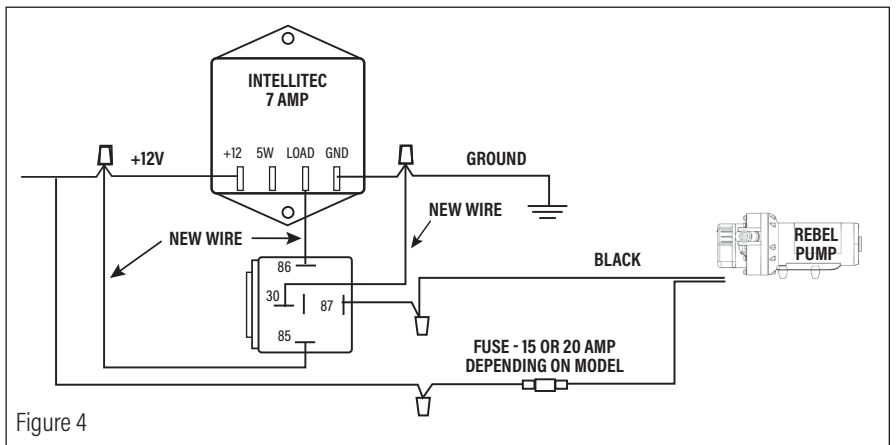 INTELLITEC
7 AMP
+12V
+12 5W LOAD GND
GROUND
NEW WIRE
NEW WIRE
86
30
87
85
BLACK
REBEL
PUMP
FUSE - 15 OR 20 AMP
DEPENDING ON MODEL
Figure 4